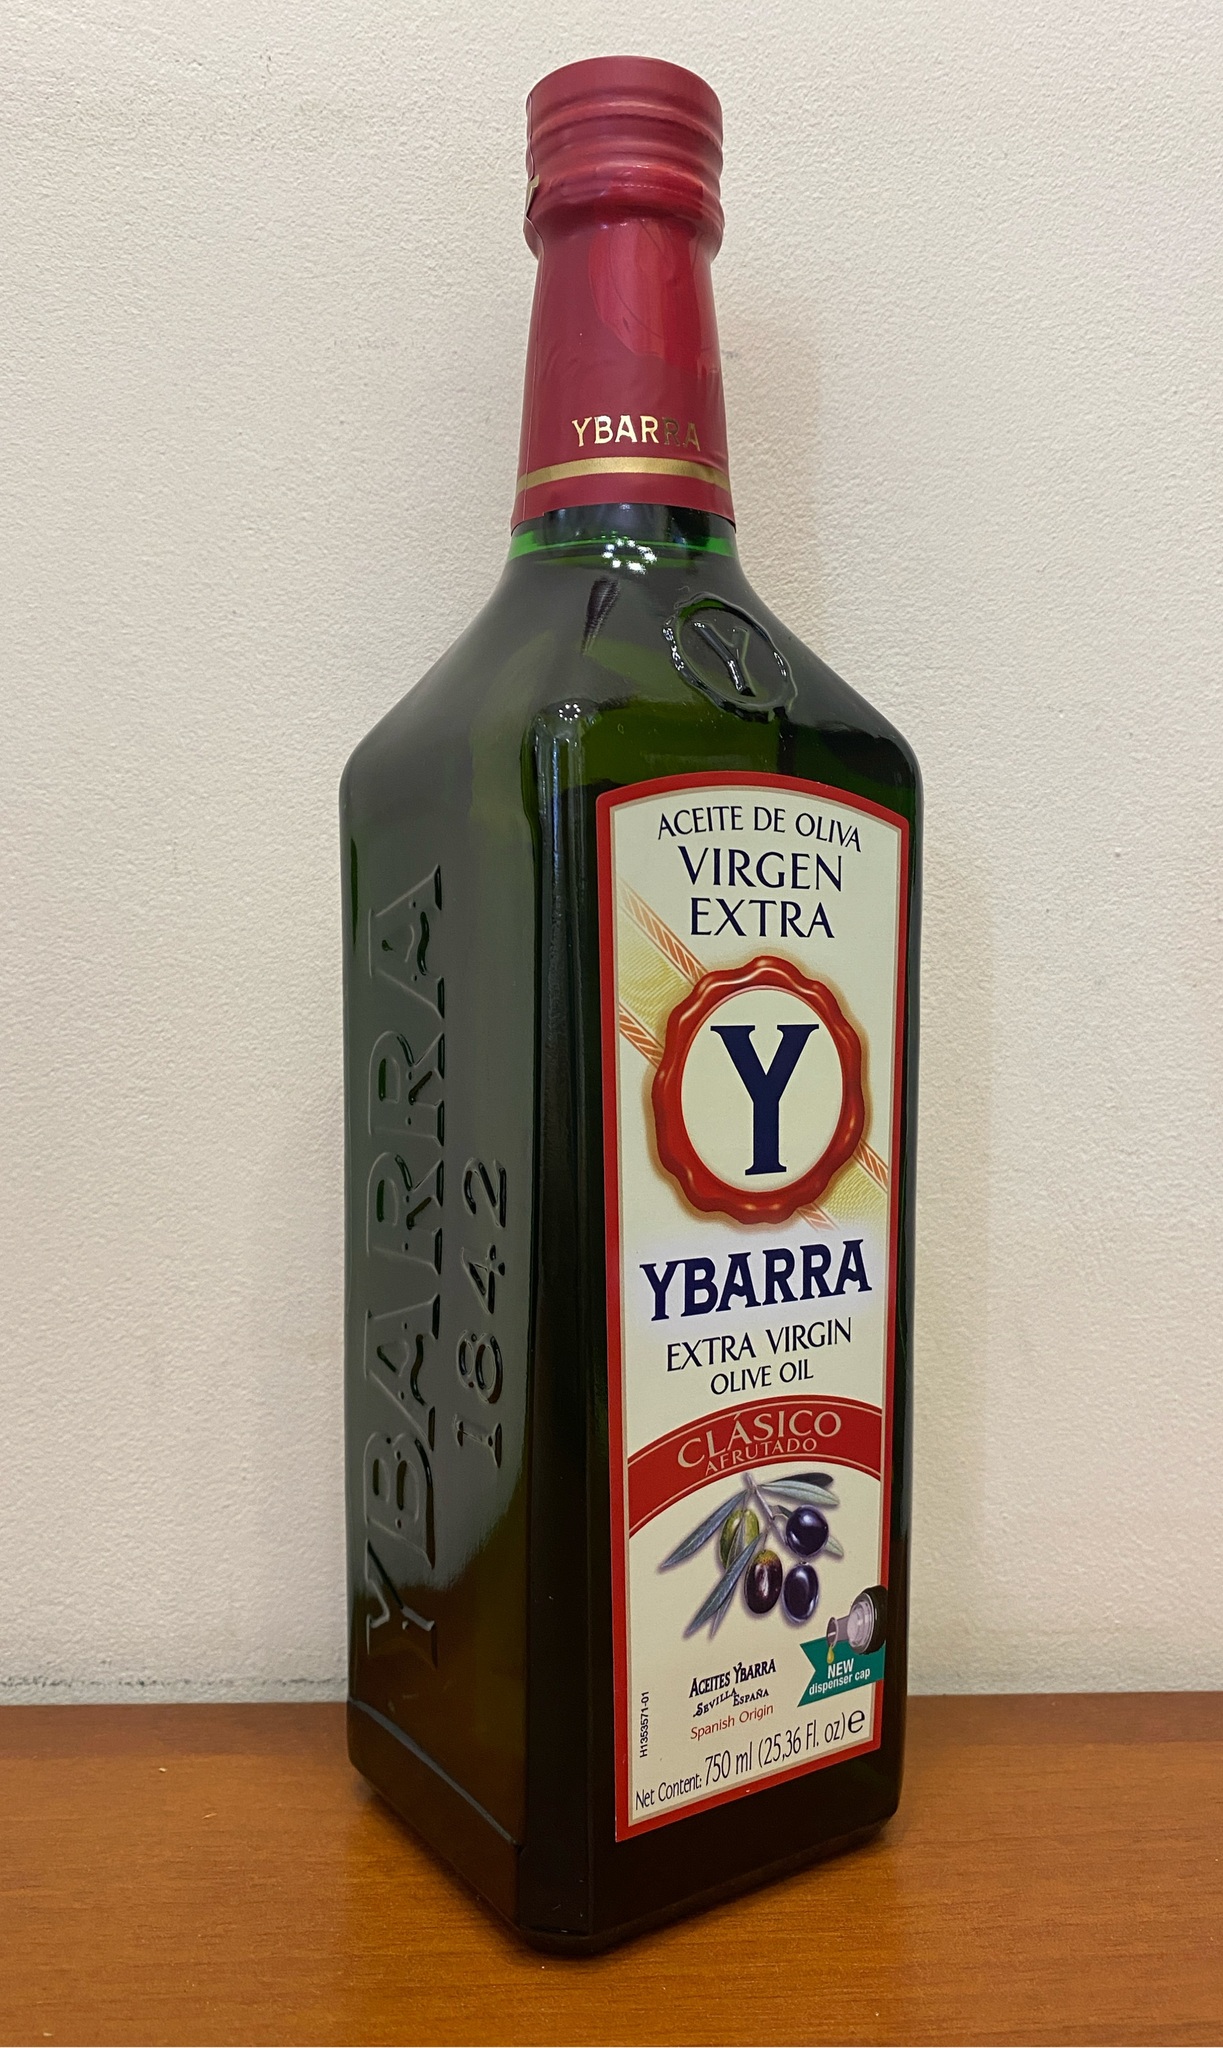 YBARRA
Y
ACEITE DE OLIVA
VIRGEN
EXTRA
Y
YBARRA
EXTRA VIRGIN
OLIVE OIL
CLÁSICO
AFRUTADO
NEW
dispenser cap
ACEITES YBARRA
SEVILLA ESPAÑA
Spanish Origin
H1353571-01
Net Content: 750 ml (25,36 Fl. oz) e
YBARRA
1842